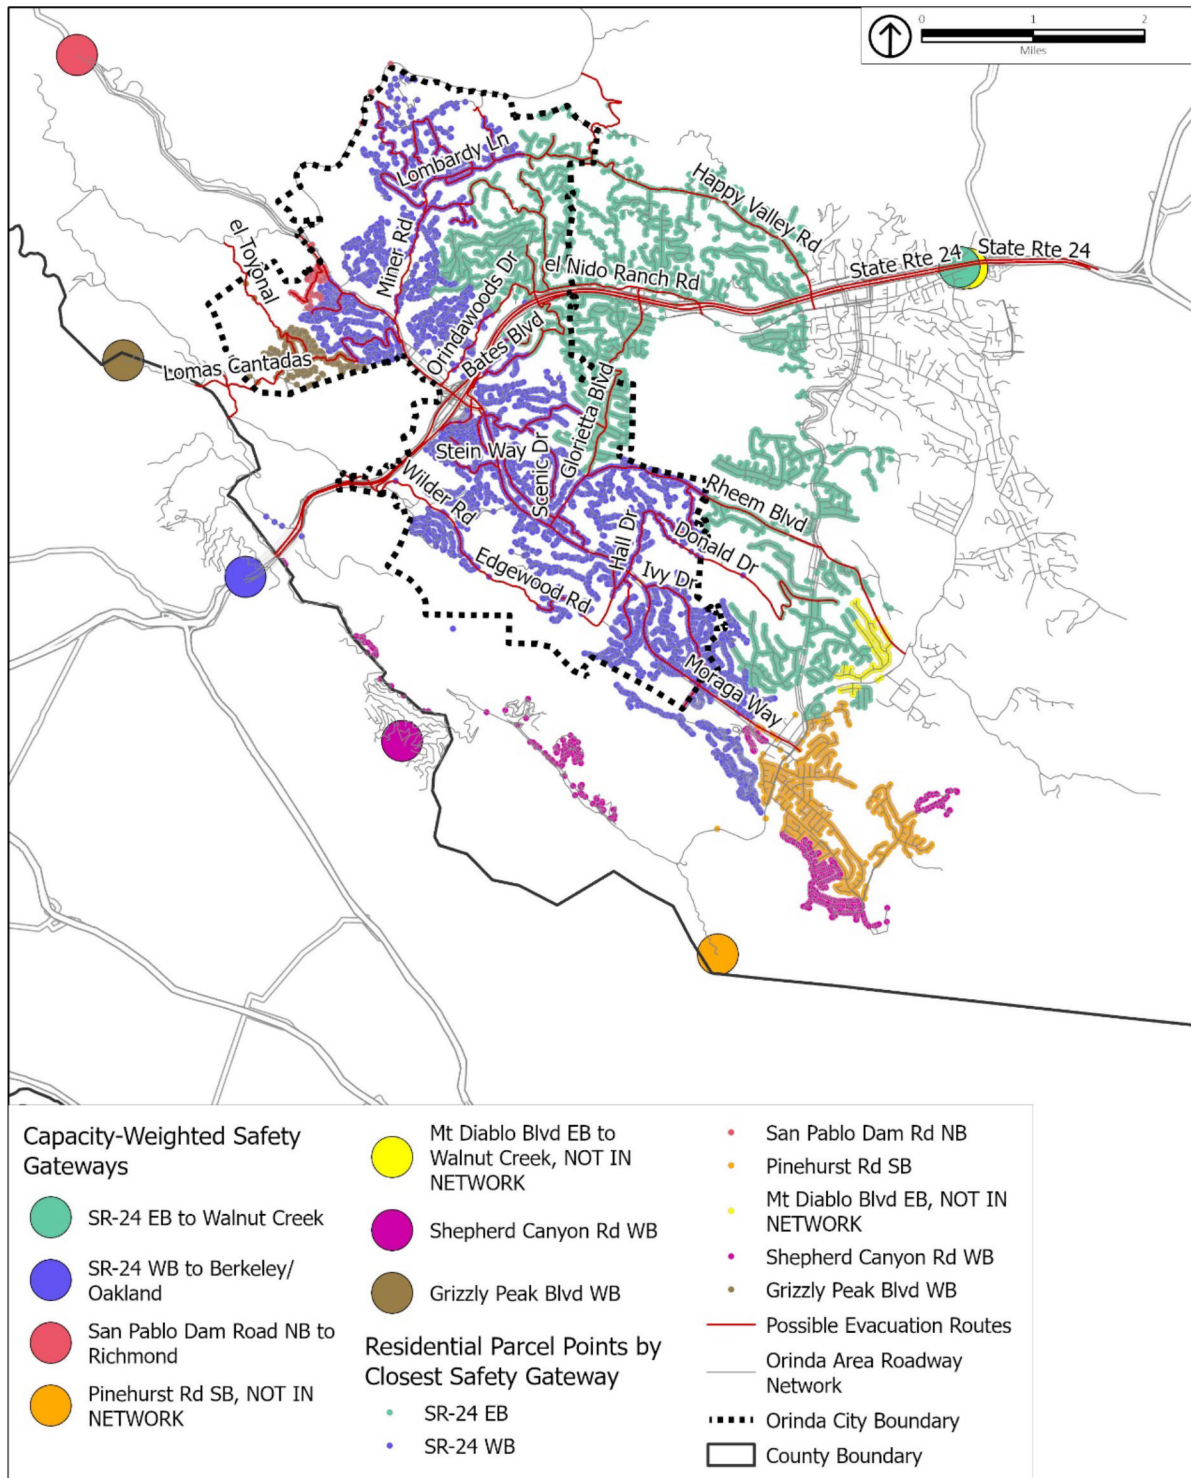 0 1 2
Miles
Lombardy Ln
Happy Valley Rd
el Toyonal
Miner Rd
State Rte 24
State Rte 24
el Nido Ranch Rd
Orindawoods Dr
Bates Blvd
Lomas Cantadas
Glorietta Blvd
Stein Way
Scenic Dr
Wilder Rd
Rheem Blvd
Hall Dr
Donald Dr
Edgewood Rd
Ivy Dr
Moraga Way
Capacity-Weighted Safety
Gateways
SR-24 EB to Walnut Creek
SR-24 WB to Berkeley/
Oakland
San Pablo Dam Road NB to
Richmond
Pinehurst Rd SB, NOT IN
NETWORK
Mt Diablo Blvd EB to
Walnut Creek, NOT IN
NETWORK
Shepherd Canyon Rd WB
Grizzly Peak Blvd WB
Residential Parcel Points by
Closest Safety Gateway
SR-24 EB
SR-24 WB
San Pablo Dam Rd NB
Pinehurst Rd SB
Mt Diablo Blvd EB, NOT IN
NETWORK
Shepherd Canyon Rd WB
Grizzly Peak Blvd WB
Possible Evacuation Routes
Orinda Area Roadway
Network
Orinda City Boundary
County Boundary